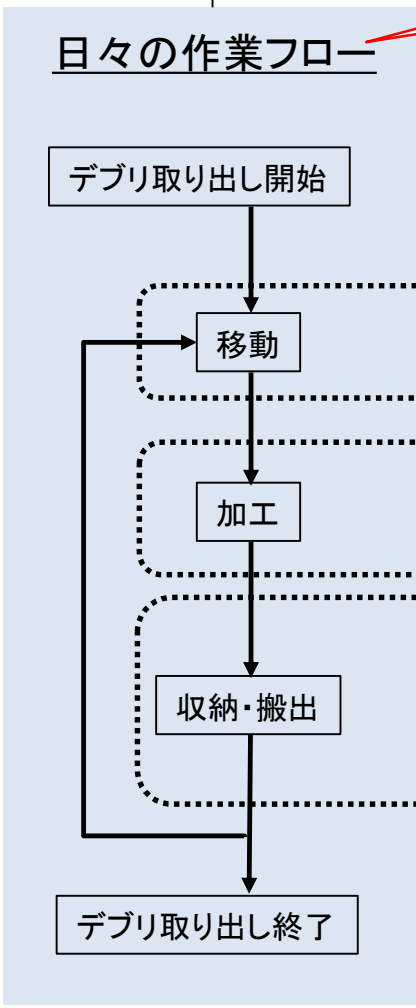 日々の作業フロー
デブリ取り出し開始
移動
加工
収納・搬出
デブリ取り出し終了